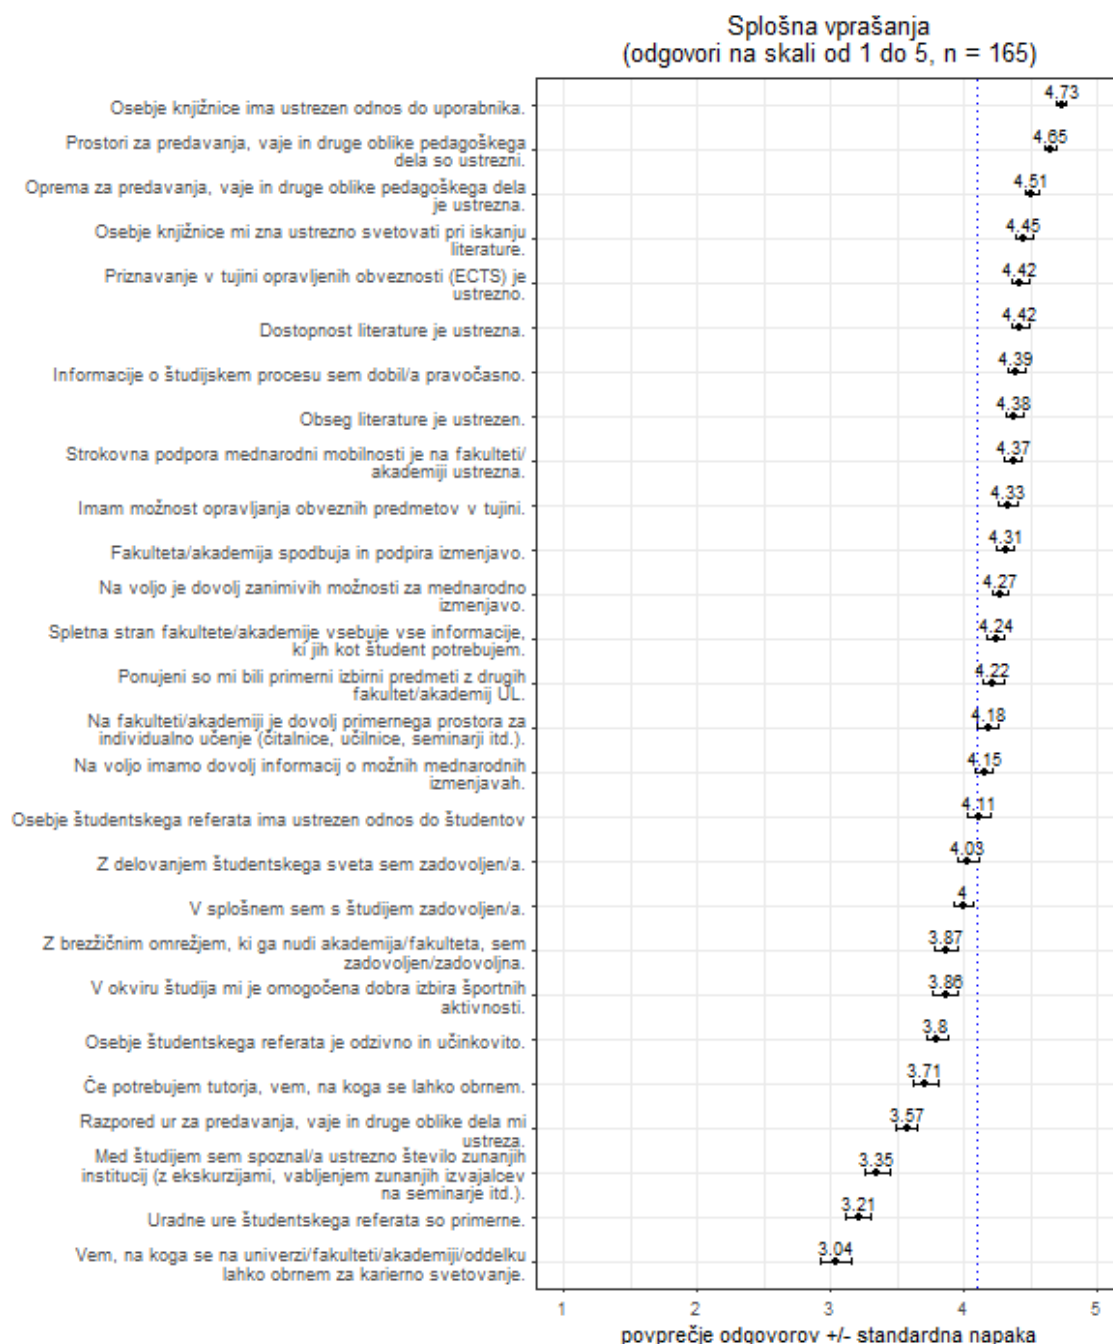 Splošna vprašanja
(odgovori na skali od 1 do 5, n = 165)
Osebje knjižnice ima ustrezen odnos do uporabnika.
4.73
Prostori za predavanja, vaje in druge oblike pedagoškega
dela so ustrezni.
4.65
Oprema za predavanja, vaje in druge oblike pedagoškega dela
je ustrezna.
4.51
Osebje knjižnice mi zna ustrezno svetovati pri iskanju
literature.
4.45
Priznavanje v tujini opravljenih obveznosti (ECTS) je
ustrezno.
4.42
Dostopnost literature je ustrezna.
4.42
Informacije o študijskem procesu sem dobil/a pravočasno.
4.39
Obseg literature je ustrezen.
4.38
Strokovna podpora mednarodni mobilnosti je na fakulteti/
akademiji ustrezna.
4.37
Imam možnost opravljanja obveznih predmetov v tujini.
4.33
Fakulteta/akademija spodbuja in podpira izmenjavo.
4.31
Na voljo je dovolj zanimivih možnosti za mednarodno
izmenjavo.
4.27
Spletna stran fakultete/akademije vsebuje vse informacije,
ki jih kot študent potrebujem.
4.24
Ponujeni so mi bili primerni izbirni predmeti z drugih
fakultet/akademij UL.
4.22
Na fakulteti/akademiji je dovolj primernega prostora za
individualno učenje (čitalnice, učilnice, seminarji itd.).
4.18
Na voljo imamo dovolj informacij o možnih mednarodnih
izmenjavah.
4.15
Osebje študentskega referata ima ustrezen odnos do študentov
4.11
Z delovanjem študentskega sveta sem zadovoljen/a.
4.03
V splošnem sem s študijem zadovoljen/a.
4
Z brezžičnim omrežjem, ki ga nudi akademija/fakulteta, sem
zadovoljen/zadovoljna.
3.87
V okviru študija mi je omogočena dobra izbira športnih
aktivnosti.
3.86
Osebje študentskega referata je odzivno in učinkovito.
3.8
Če potrebujem tutorja, vem, na koga se lahko obrnem.
3.71
Razpored ur za predavanja, vaje in druge oblike dela mi
ustreza.
3.57
Med študijem sem spoznal/a ustrezno število zunanjih
institucij (z ekskurzijami, vabljenjem zunanjih izvajalcev
na seminarje itd.).
3.35
Uradne ure študentskega referata so primerne.
3.21
Vem, na koga se na univerzi/fakulteti/akademiji/oddelku
lahko obrnem za karierno svetovanje.
3.04
1 2 3 4 5
povprečje odgovorov +/- standardna napaka